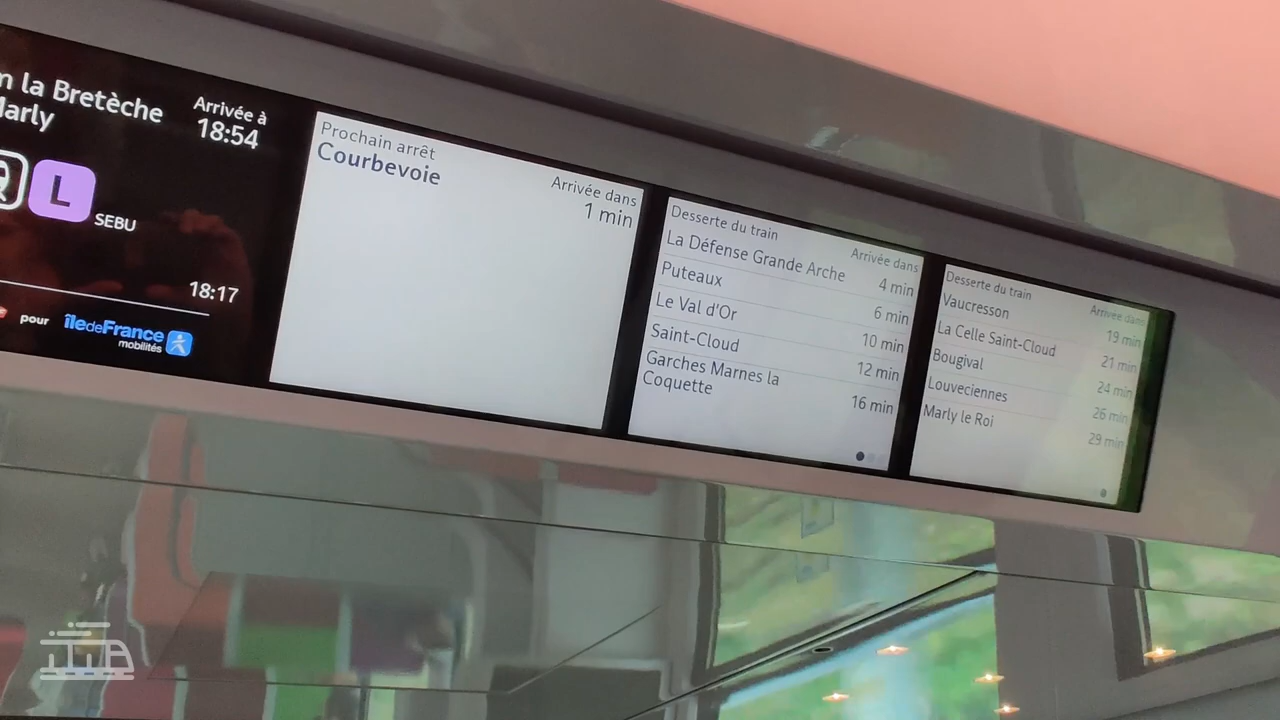 la Bretèche
Marly
Arrivée à
18:54
L
SEBU
18:17
pour
îledeFrance
mobilités
Prochain arrêt
Courbevoie
Arrivée dans
1 min
Desserte du train
Arrivée dans
La Défense Grande Arche
4 min
Puteaux
6 min
Le Val d'Or
10 min
Saint-Cloud
12 min
Garches Marnes la
Coquette
16 min
Desserte du train
Arrivée dans
Vaucresson
19 min
La Celle Saint-Cloud
21 min
Bougival
24 min
Louveciennes
26 min
Marly le Roi
29 min